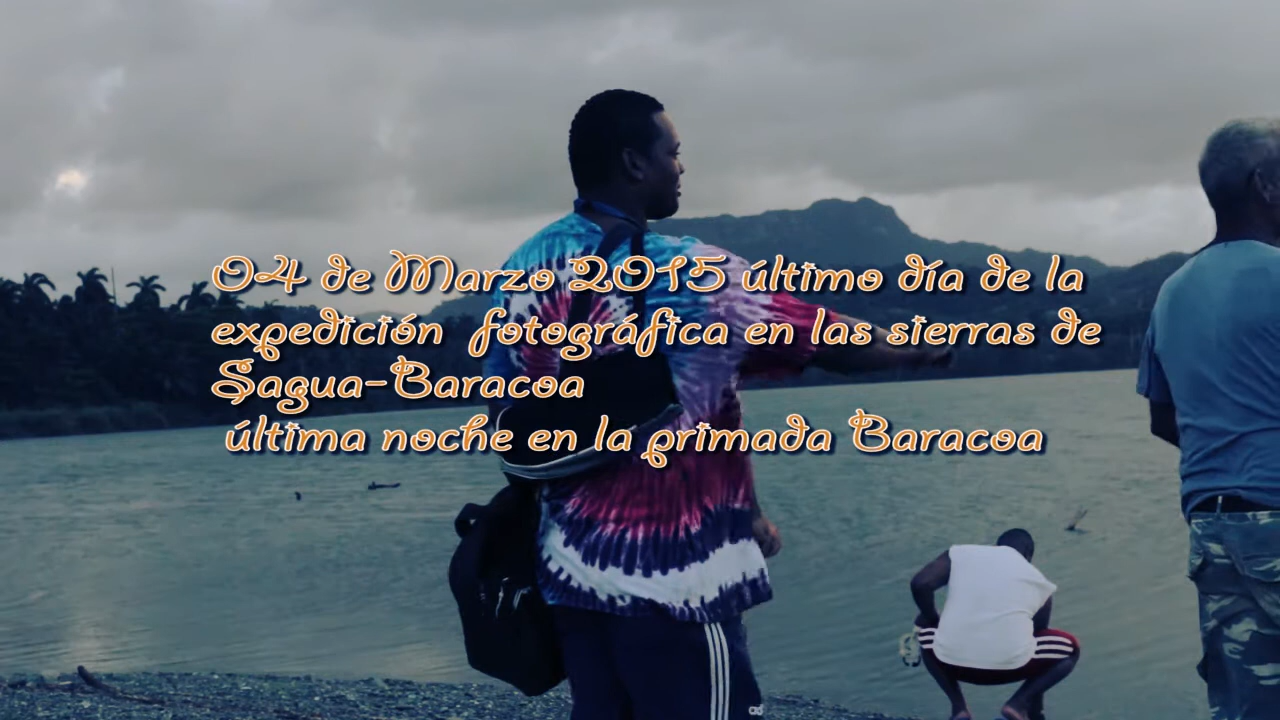 04 de Marzo 2015 último día de la
expedición fotográfica en las sierras de
Sagua-Baracoa
última noche en la primada Baracoa